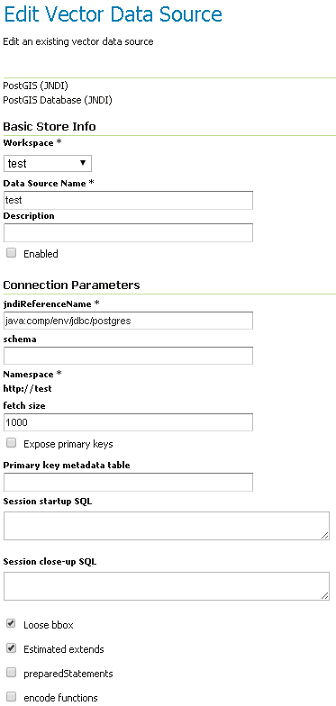 Edit Vector Data Source
Edit an existing vector data source
PostGIS (JNDI)
PostGIS Database (JNDI)
Basic Store Info
Workspace *
test
Data Source Name *
test
Description
Enabled
Connection Parameters
jndiReferenceName *
java:comp/env/jdbc/postgres
schema
Namespace *
http://test
fetch size
1000
Expose primary keys
Primary key metadata table
Session startup SQL
Session close-up SQL
Loose bbox
Estimated extends
preparedStatements
encode functions